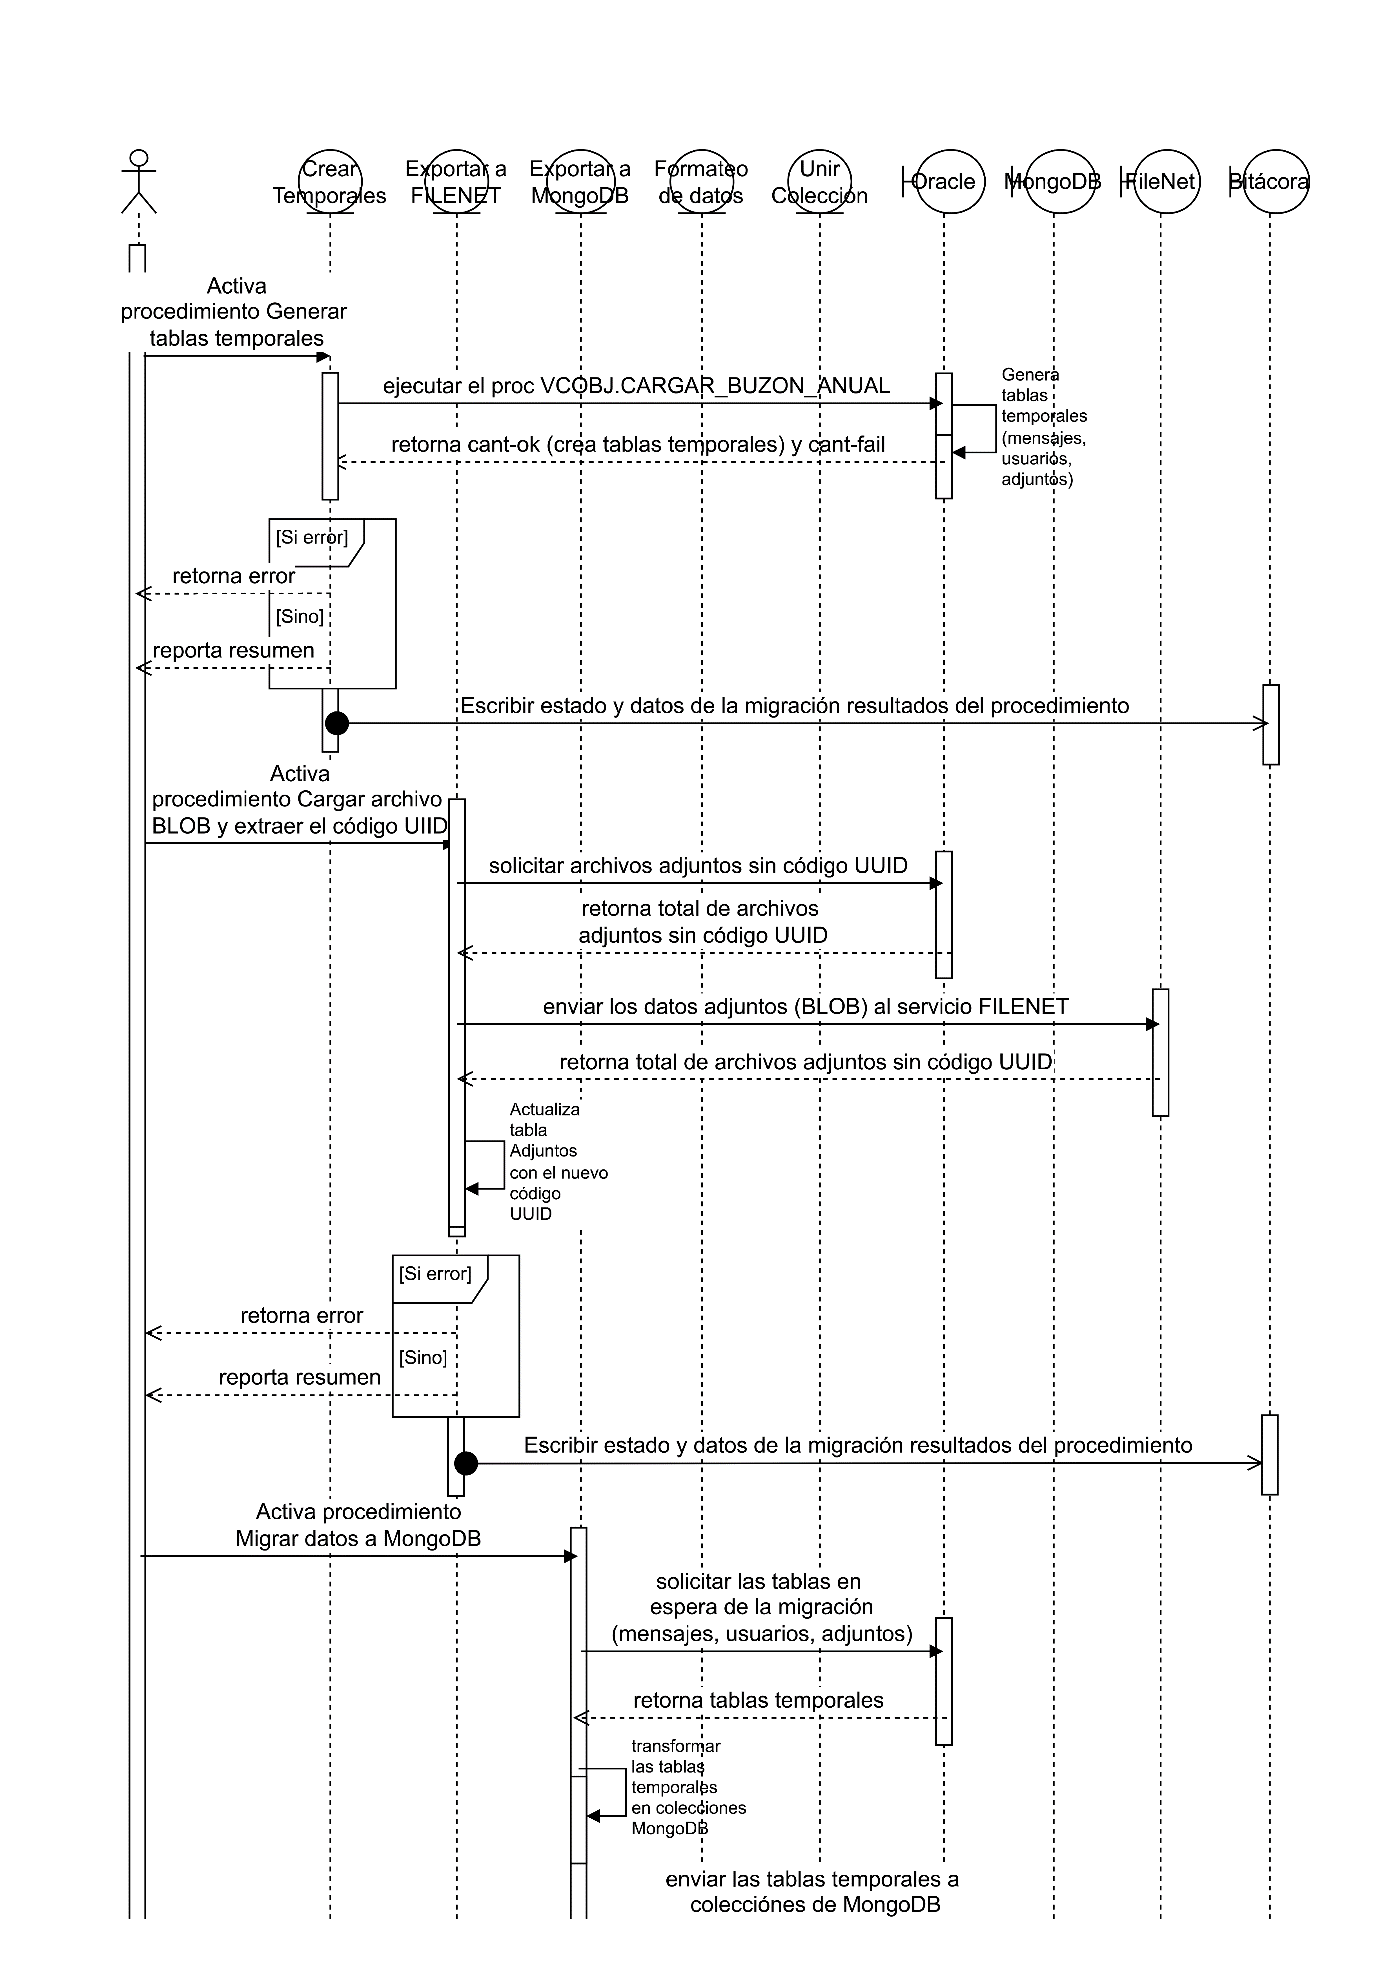 Crear
Temporales
Exportar a
FILENET
Exportar a
MongoDB
Formateo
de datos
Unir
Colección
Oracle
MongoDB
FileNet
Bitácora
Activa
procedimiento Generar
tablas temporales
ejecutar el proc VCOBJ.CARGAR_BUZON_ANUAL
Genera
tablas
temporales
(mensajes,
usuarios,
adjuntos)
retorna cant-ok (crea tablas temporales) y cant-fail
[Si error]
retorna error
[Sino]
reporta resumen
Escribir estado y datos de la migración resultados del procedimiento
Activa
procedimiento Cargar archivo
BLOB y extraer el código UIID
solicitar archivos adjuntos sin código UUID
retorna total de archivos
adjuntos sin código UUID
enviar los datos adjuntos (BLOB) al servicio FILENET
retorna total de archivos adjuntos sin código UUID
Actualiza
tabla
Adjuntos
con el nuevo
código
UUID
[Si error]
retorna error
[Sino]
reporta resumen
Escribir estado y datos de la migración resultados del procedimiento
Activa procedimiento
Migrar datos a MongoDB
solicitar las tablas en
espera de la migración
(mensajes, usuarios, adjuntos)
retorna tablas temporales
transformar
las tablas
temporales
en colecciones
MongoDB
enviar las tablas temporales a
colecciónes de MongoDB